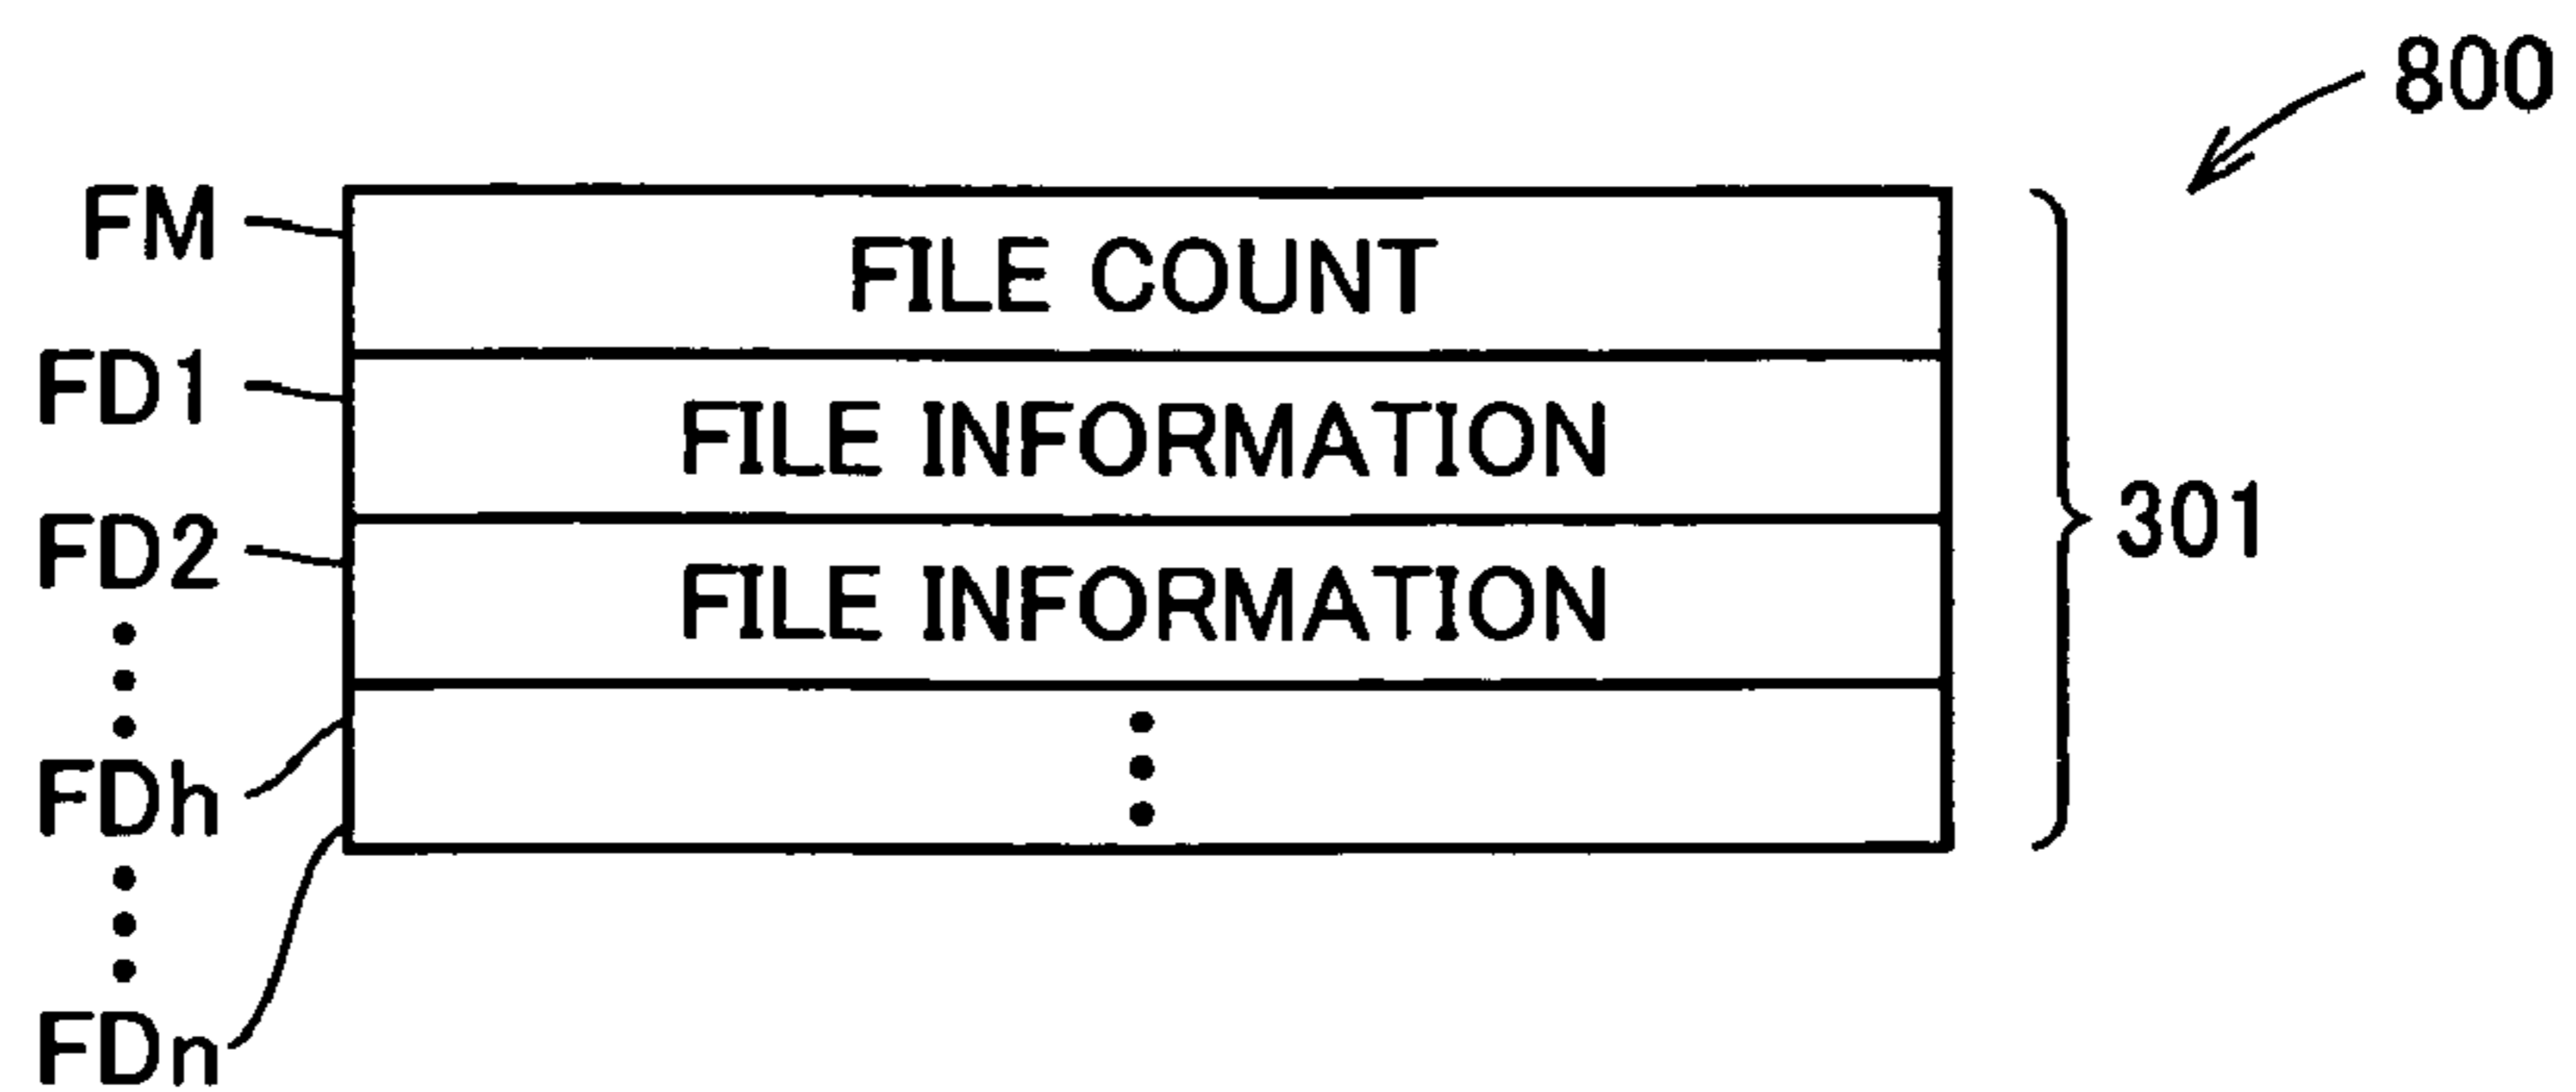 800
FM FILE COUNT
FD1 FILE INFORMATION
FD2 FILE INFORMATION
301
FDh
FDn